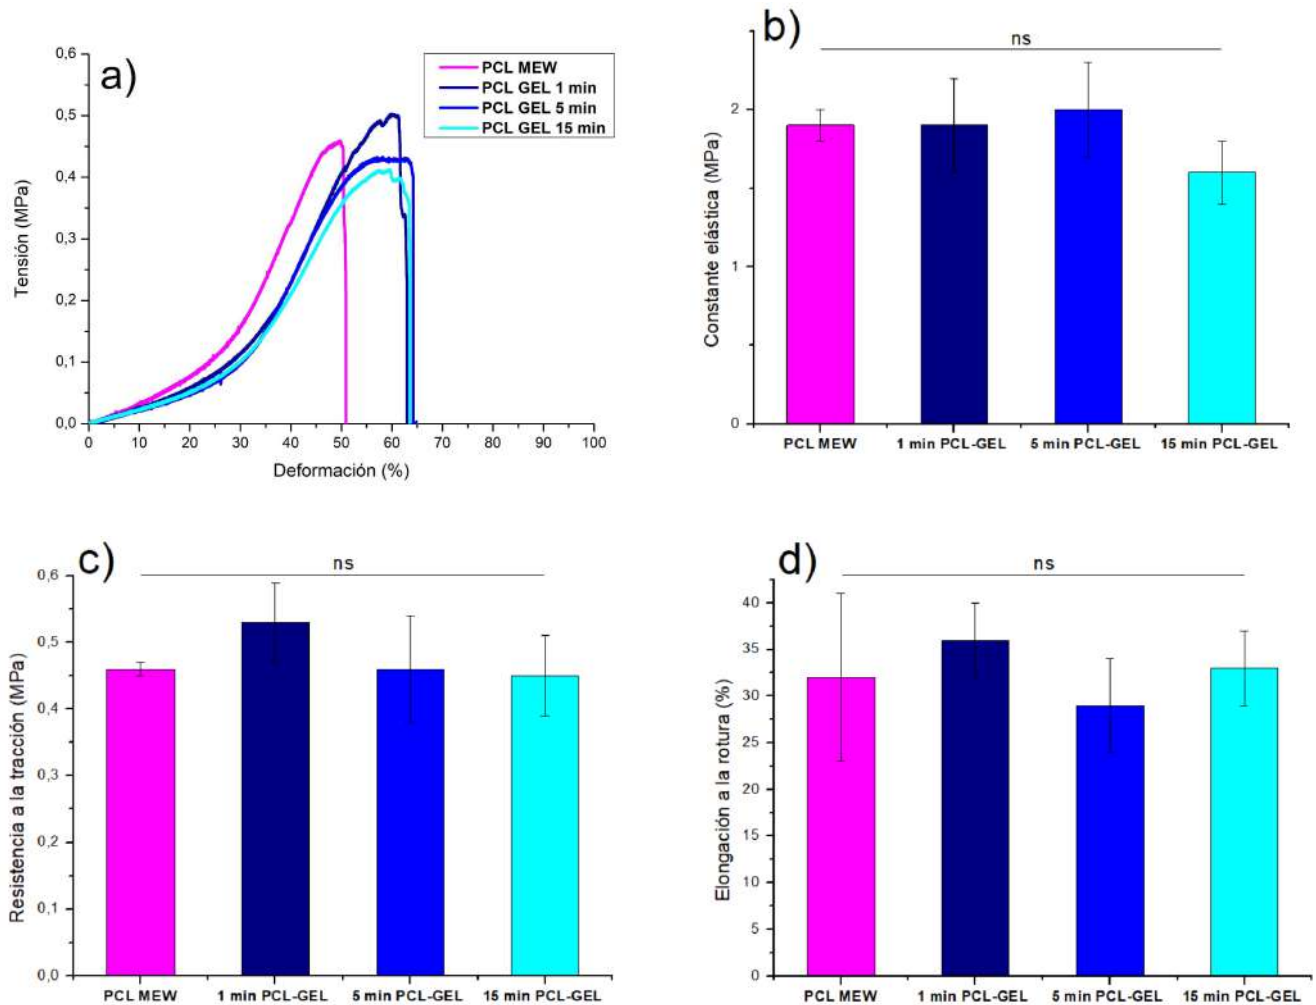 a)
0,6
0,5
0,4
0,3
0,2
0,1
0,0
Tensión (MPa)
PCL MEW
PCL GEL 1 min
PCL GEL 5 min
PCL GEL 15 min
0 10 20 30 40 50 60 70 80 90 100
Deformación (%)
b)
ns
2
1
0
Constante elástica (MPa)
PCL MEW 1 min PCL-GEL 5 min PCL-GEL 15 min PCL-GEL
c)
ns
0,6
0,5
0,4
0,3
0,2
0,1
0,0
Resistencia a la tracción (MPa)
PCL MEW 1 min PCL-GEL 5 min PCL-GEL 15 min PCL-GEL
d)
ns
40
35
30
25
20
15
10
5
0
Elongación a la rotura (%)
PCL MEW 1 min PCL-GEL 5 min PCL-GEL 15 min PCL-GEL